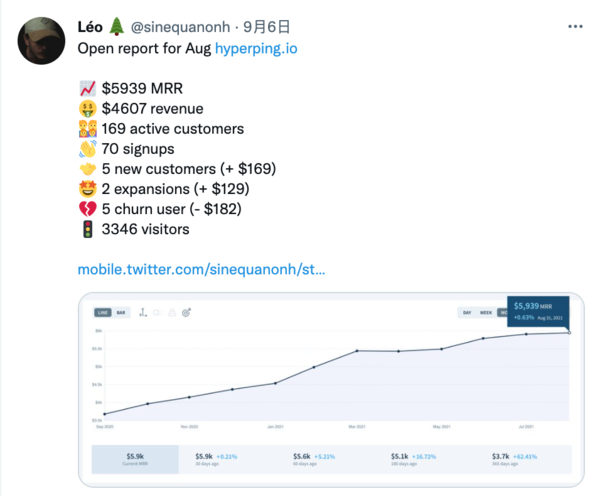 Léo 🌲 @sinequanonh · 9月6日
Open report for Aug hyperping.io
📈 $5939 MRR
🤑 $4607 revenue
👭 169 active customers
👋 70 signups
🤝 5 new customers (+ $169)
🤩 2 expansions (+ $129)
💔 5 churn user (- $182)
🚦 3346 visitors
mobile.twitter.com/sinequanonh/st…
LINE BAR DAY WEEK
$5,939 MRR
+0.63% Aug 31, 2021
$6k
$5.5k
$5k
$4.5k
$4k
$3.5k
Sep 2020 Nov 2020 Jan 2021 Mar 2021 May 2021 Jul 2021
$5.9k $5.9k +0.21% $5.6k +5.21% $5.1k +16.72% $3.7k +62.41%
Current MRR 30 days ago 60 days ago 180 days ago 365 days ago